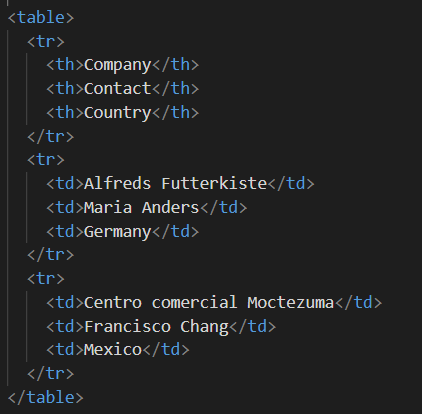 <table>
<tr>
<th>Company</th>
<th>Contact</th>
<th>Country</th>
</tr>
<tr>
<td>Alfreds Futterkiste</td>
<td>Maria Anders</td>
<td>Germany</td>
</tr>
<tr>
<td>Centro comercial Moctezuma</td>
<td>Francisco Chang</td>
<td>Mexico</td>
</tr>
</table>